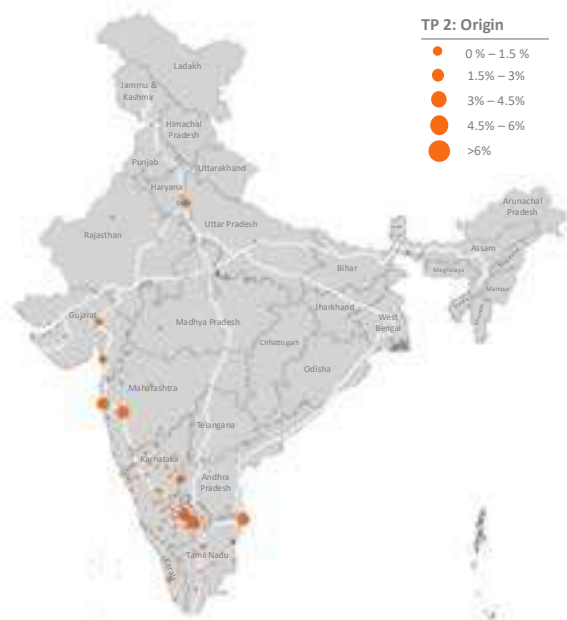 TP 2: Origin
0 % – 1.5 %
1.5% – 3%
3% – 4.5%
4.5% – 6%
>6%
Ladakh
Jammu &
Kashmir
Himachal
Pradesh
Punjab
Uttarakhand
Haryana
Arunachal
Pradesh
Uttar Pradesh
Rajasthan
Assam
Nagaland
Bihar
Meghalaya
Manipur
Jharkhand
Gujarat
Madhya Pradesh
West
Bengal
Chhattisgarh
Odisha
Maharashtra
Telangana
Karnataka
Andhra
Pradesh
Tamil Nadu
Kerala